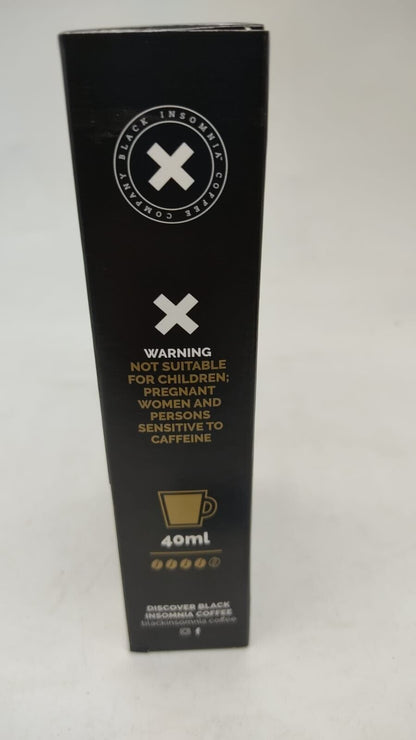 BLACK INSOMNIA™ COFFEE COMPANY
WARNING
NOT SUITABLE
FOR CHILDREN;
PREGNANT
WOMEN AND
PERSONS
SENSITIVE TO
CAFFEINE
40ml
DISCOVER BLACK
INSOMNIA COFFEE
blackinsomnia.coffee